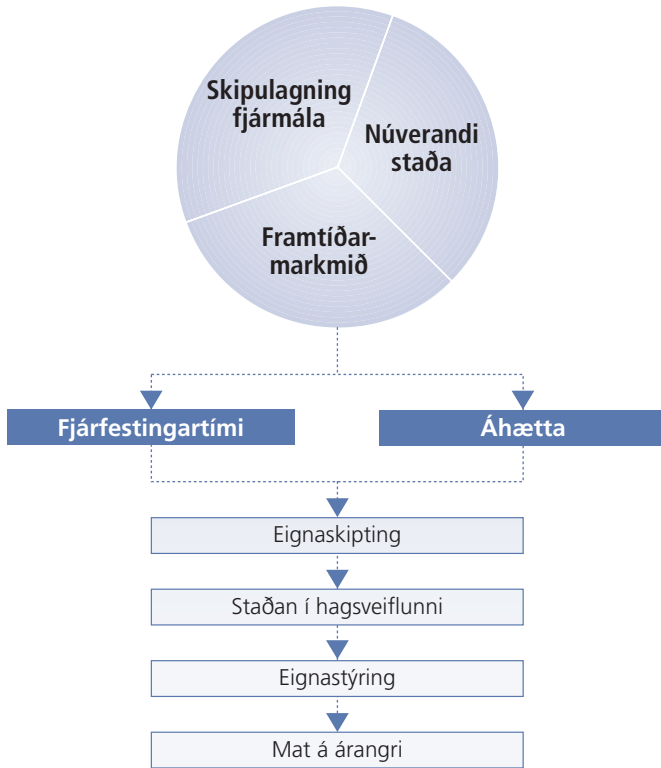 Skipulagning
fjármála
Núverandi
staða
Framtíðar-
markmið
Fjárfestingartími
Áhætta
Eignaskipting
Staðan í hagsveiflunni
Eignastýring
Mat á árangri